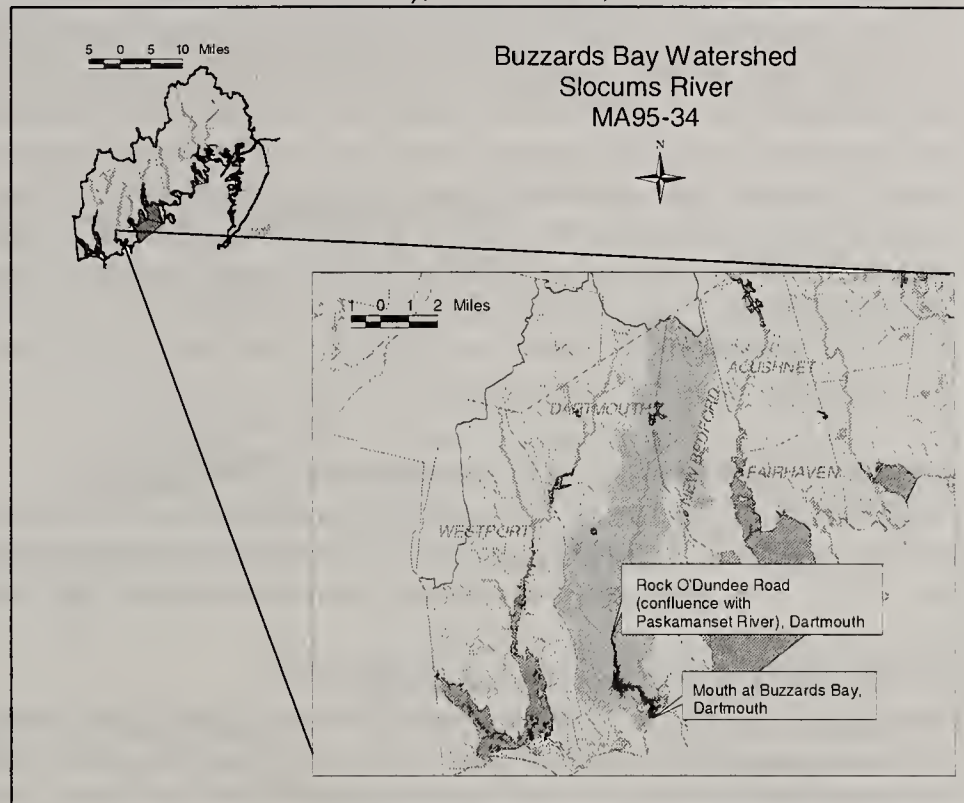 5 0 5 10 Miles
Buzzards Bay Watershed
Slocums River
MA95-34
N
1 0 1 2 Miles
ACUSHNET
DARTMOUTH
NEW BEDFORD
FAIRHAVEN
WESTPORT
Rock O'Dundee Road
(confluence with
Paskamanset River), Dartmouth
Mouth at Buzzards Bay,
Dartmouth